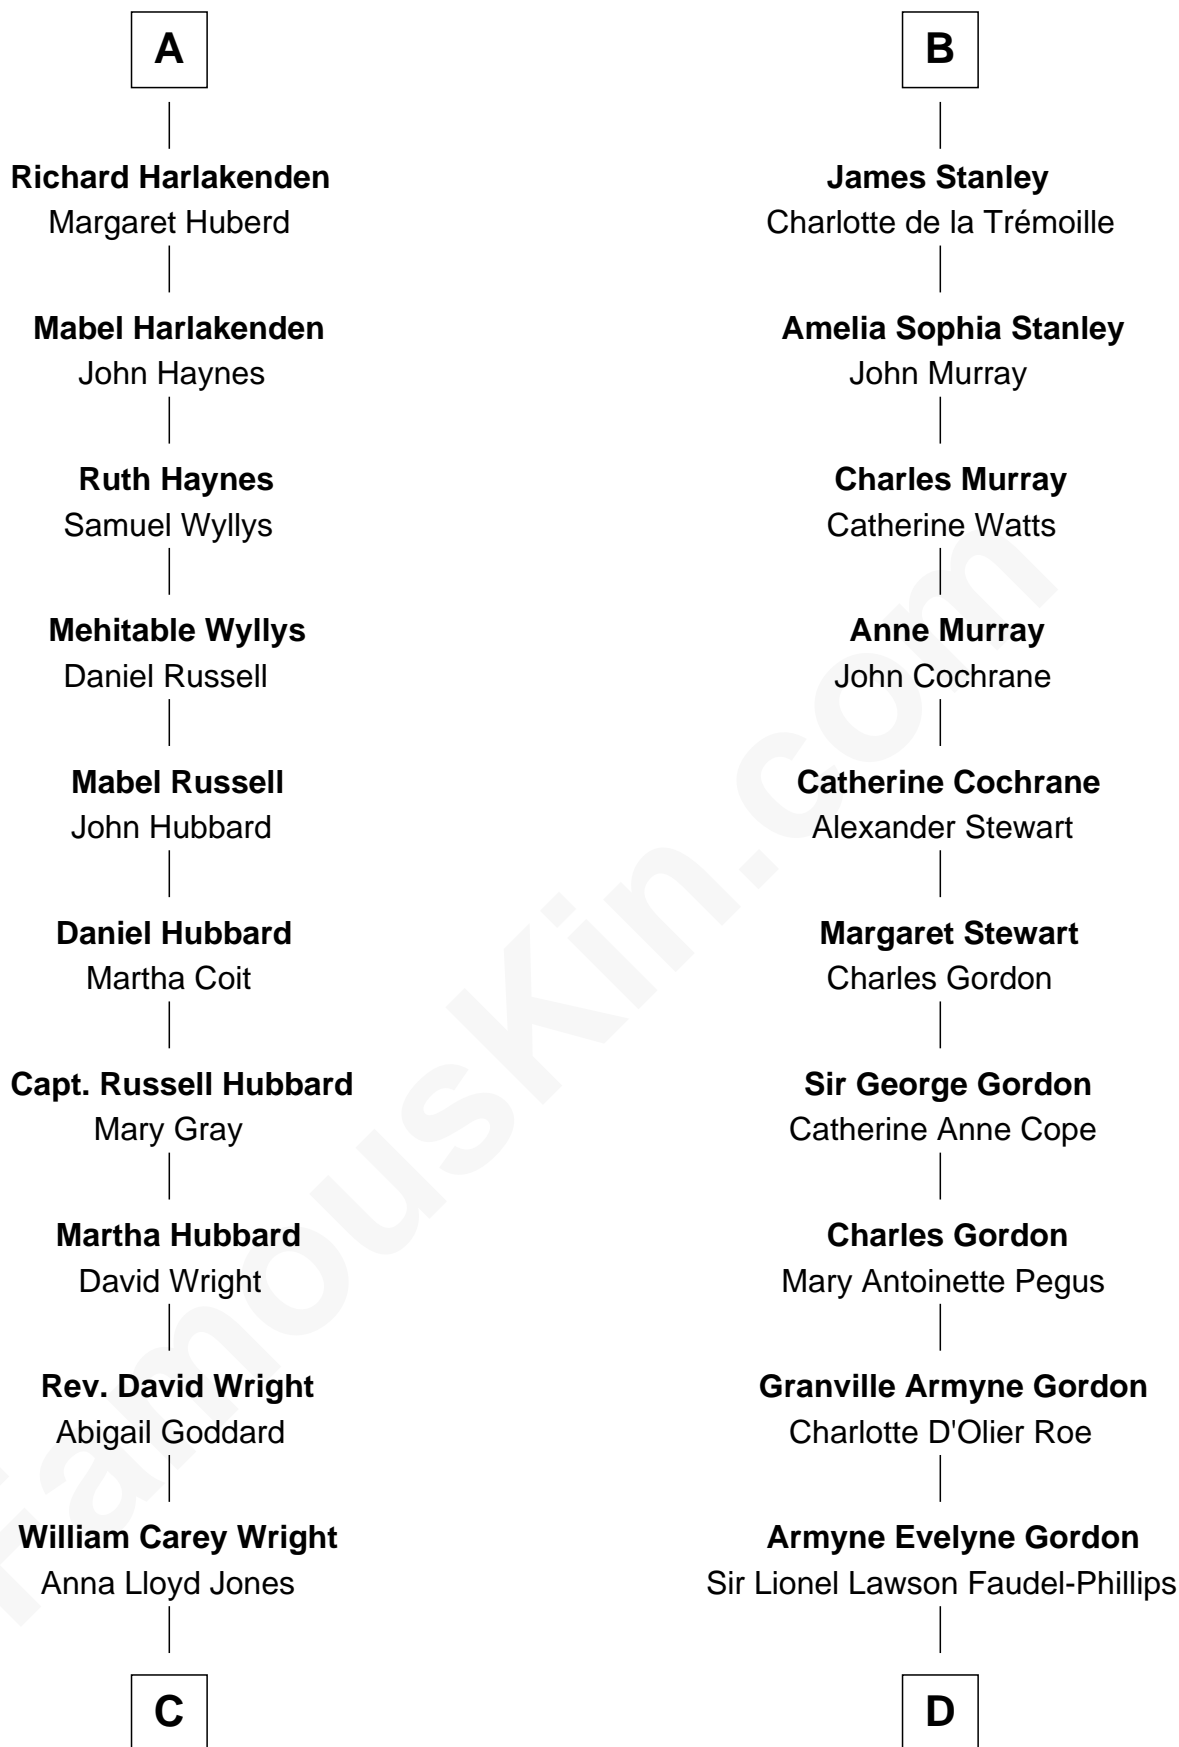 A
Richard Harlakenden
Margaret Huberd
Mabel Harlakenden
John Haynes
Ruth Haynes
Samuel Wyllys
Mehitable Wyllys
Daniel Russell
Mabel Russell
John Hubbard
Daniel Hubbard
Martha Coit
Capt. Russell Hubbard
Mary Gray
Martha Hubbard
David Wright
Rev. David Wright
Abigail Goddard
William Carey Wright
Anna Lloyd Jones
C
B
James Stanley
Charlotte de la Trémoille
Amelia Sophia Stanley
John Murray
Charles Murray
Catherine Watts
Anne Murray
John Cochrane
Catherine Cochrane
Alexander Stewart
Margaret Stewart
Charles Gordon
Sir George Gordon
Catherine Anne Cope
Charles Gordon
Mary Antoinette Pegus
Granville Armyne Gordon
Charlotte D'Olier Roe
Armyne Evelyne Gordon
Sir Lionel Lawson Faudel-Phillips
D
FamousKin.com